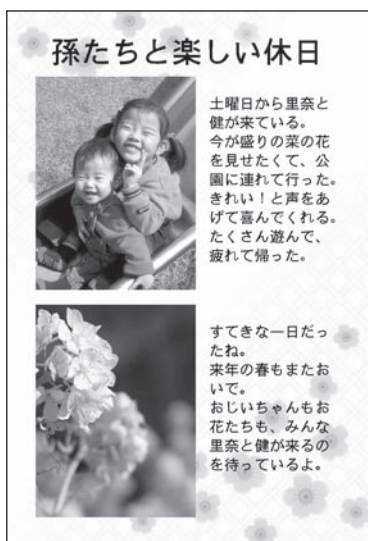 孫たちと楽しい休日
土曜日から里奈と
健が来ている。
今が盛りの菜の花
を見せたくて、公
園に連れて行った。
きれい！と声をあ
げて喜んでくれる。
たくさん遊んで、
疲れて帰った。
すてきな一日だっ
たね。
来年の春もまたお
いで。
おじいちゃんもお
花たちも、みんな
里奈と健が来るの
を待っているよ。